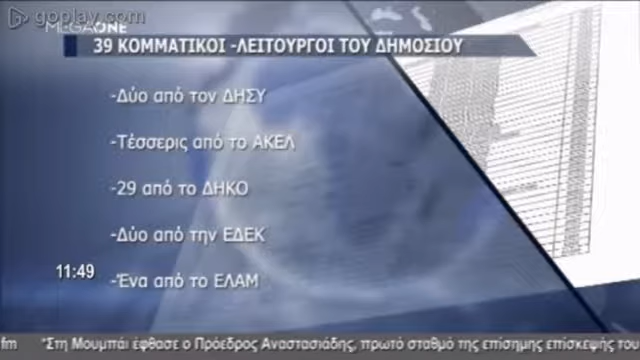 goplay.com
MEGAONE
39 ΚΟΜΜΑΤΙΚΟΙ -ΛΕΙΤΟΥΡΓΟΙ ΤΟΥ ΔΗΜΟΣΙΟΥ
-Δύο από τον ΔΗΣΥ
-Τέσσερις από το ΑΚΕΛ
-29 από το ΔΗΚΟ
-Δύο από την ΕΔΕΚ
11:49
-Ένα από το ΕΛΑΜ
fm "Στη Μουμπάι έφθασε ο Πρόεδρος Αναστασιάδης, πρωτό σταθμό της επίσημης επίσκεψής του